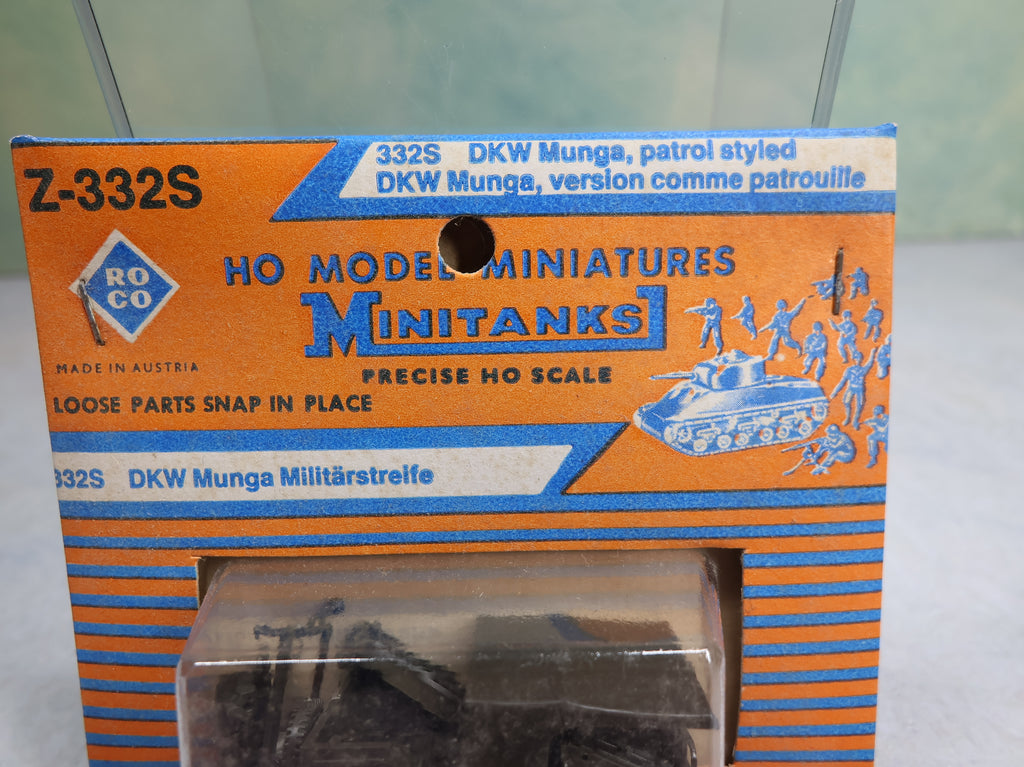 Z-332S
332S DKW Munga, patrol styled
DKW Munga, version comme patrouille
RO
CO
HO MODEL MINIATURES
MINITANKS
MADE IN AUSTRIA
PRECISE HO SCALE
LOOSE PARTS SNAP IN PLACE
332S DKW Munga Militärstreife